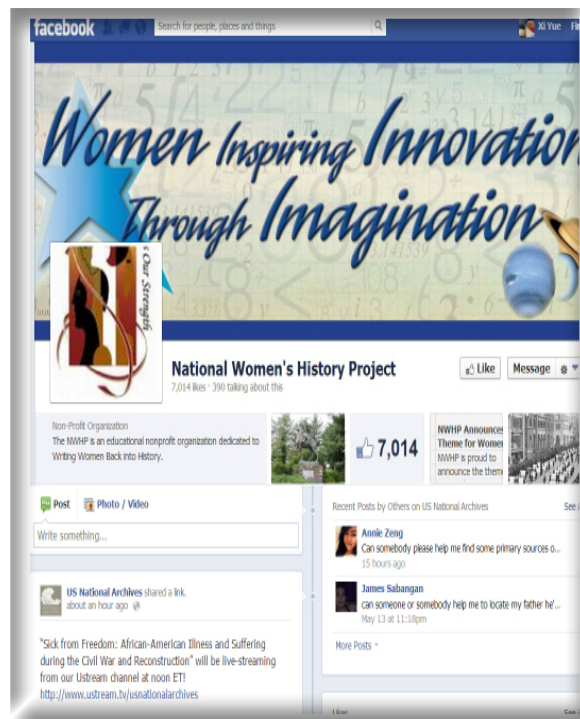 facebook
Search for people, places and things
Xi Yue
Women Inspiring Innovation
Through Imagination
s Our Strength
National Women's History Project
7,014 likes · 390 talking about this
Like
Message
Non-Profit Organization
The NWHP is an educational nonprofit organization dedicated to
Writing Women Back into History.
7,014
NWHP Announces
Theme for Women
NWHP is proud to
announce the them
Post
Photo / Video
Write something...
US National Archives shared a link.
about an hour ago
"Sick from Freedom: African-American Illness and Suffering
during the Civil War and Reconstruction" will be live-streaming
from our Ustream channel at noon ET!
http://www.ustream.tv/usnationalarchives
Recent Posts by Others on US National Archives
See
Annie Zeng
Can somebody please help me find some primary sources o...
15 hours ago
James Sabangan
can someone or somebody help me to locate my father he'...
May 13 at 11:18pm
More Posts
Likes
See